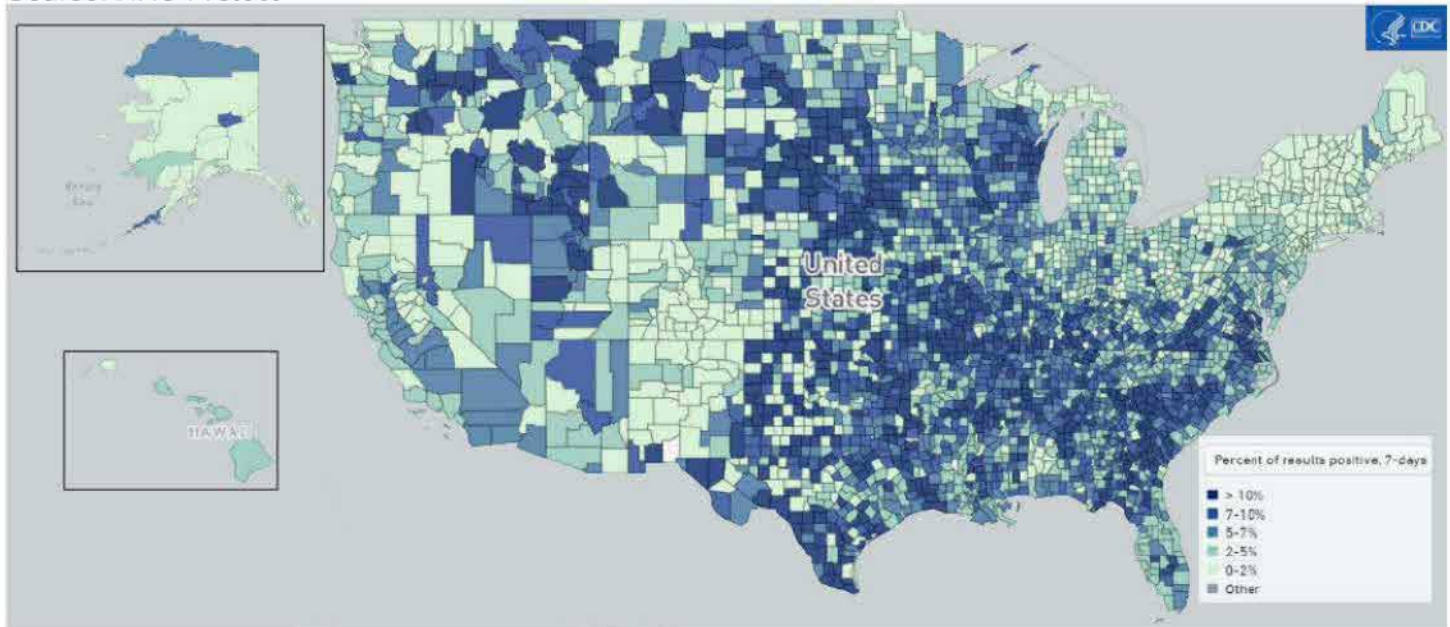 CDC
United
States
HAWAI
Percent of results positive, 7-days
> 10%
7-10%
5-7%
2-5%
0-2%
Other